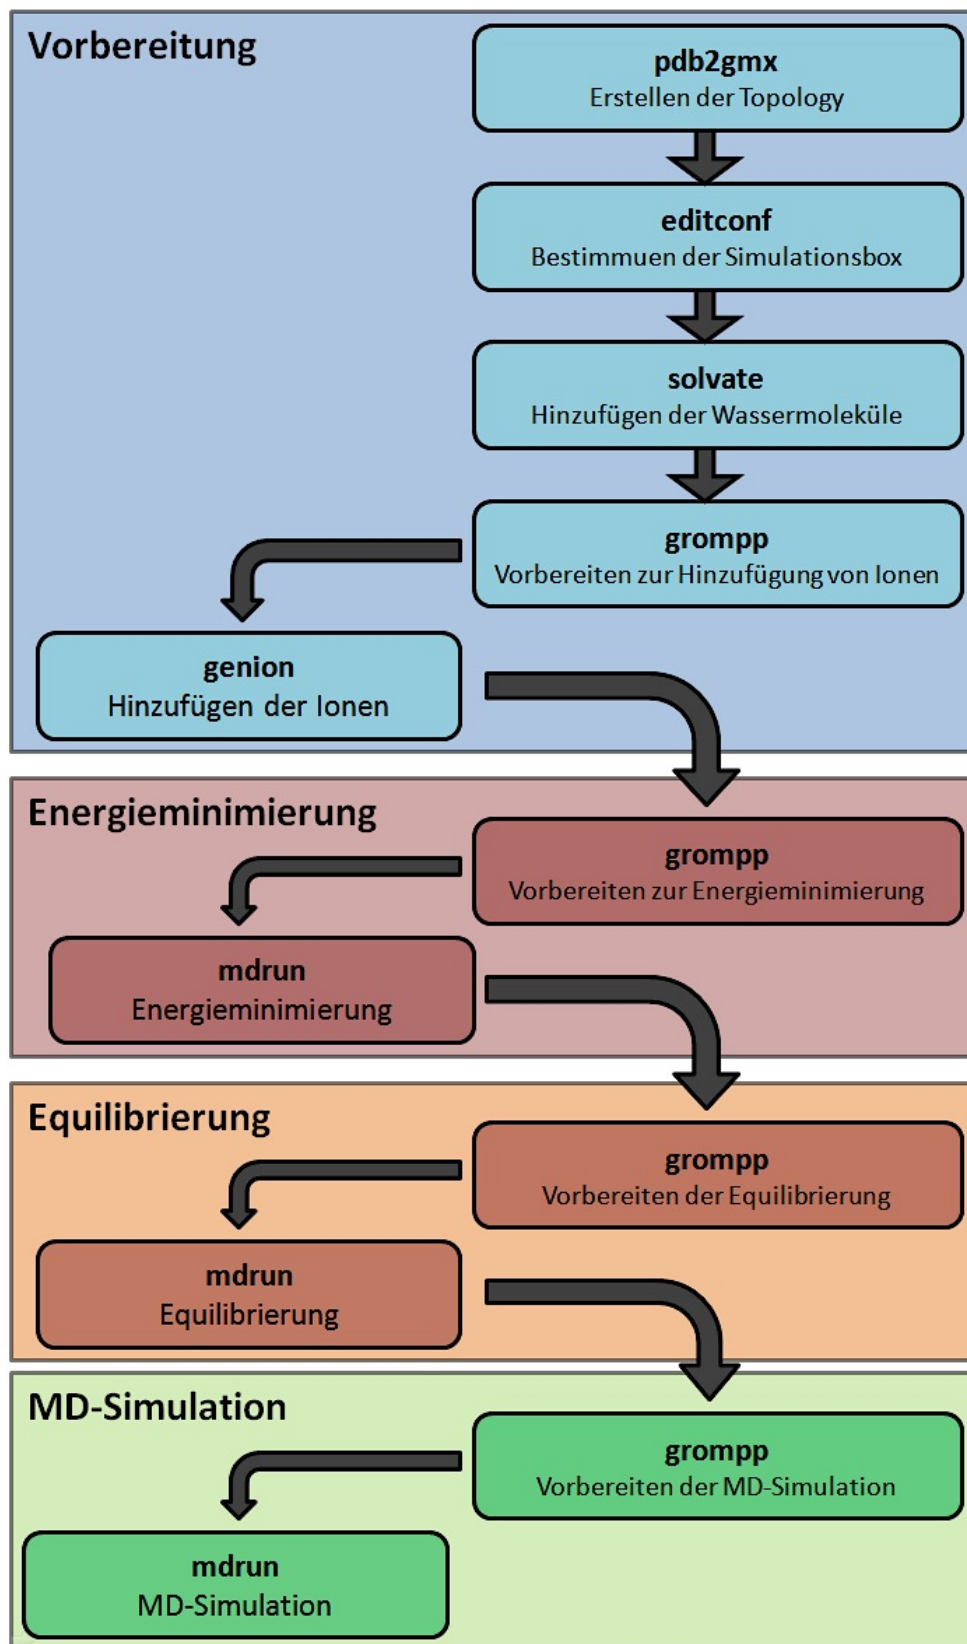 Vorbereitung
pdb2gmx
Erstellen der Topology
editconf
Bestimmuen der Simulationsbox
solvate
Hinzufügen der Wassermoleküle
grompp
Vorbereiten zur Hinzufügung von Ionen
genion
Hinzufügen der Ionen
Energieminimierung
grompp
Vorbereiten zur Energieminimierung
mdrun
Energieminimierung
Equilibrierung
grompp
Vorbereiten der Equilibrierung
mdrun
Equilibrierung
MD-Simulation
grompp
Vorbereiten der MD-Simulation
mdrun
MD-Simulation